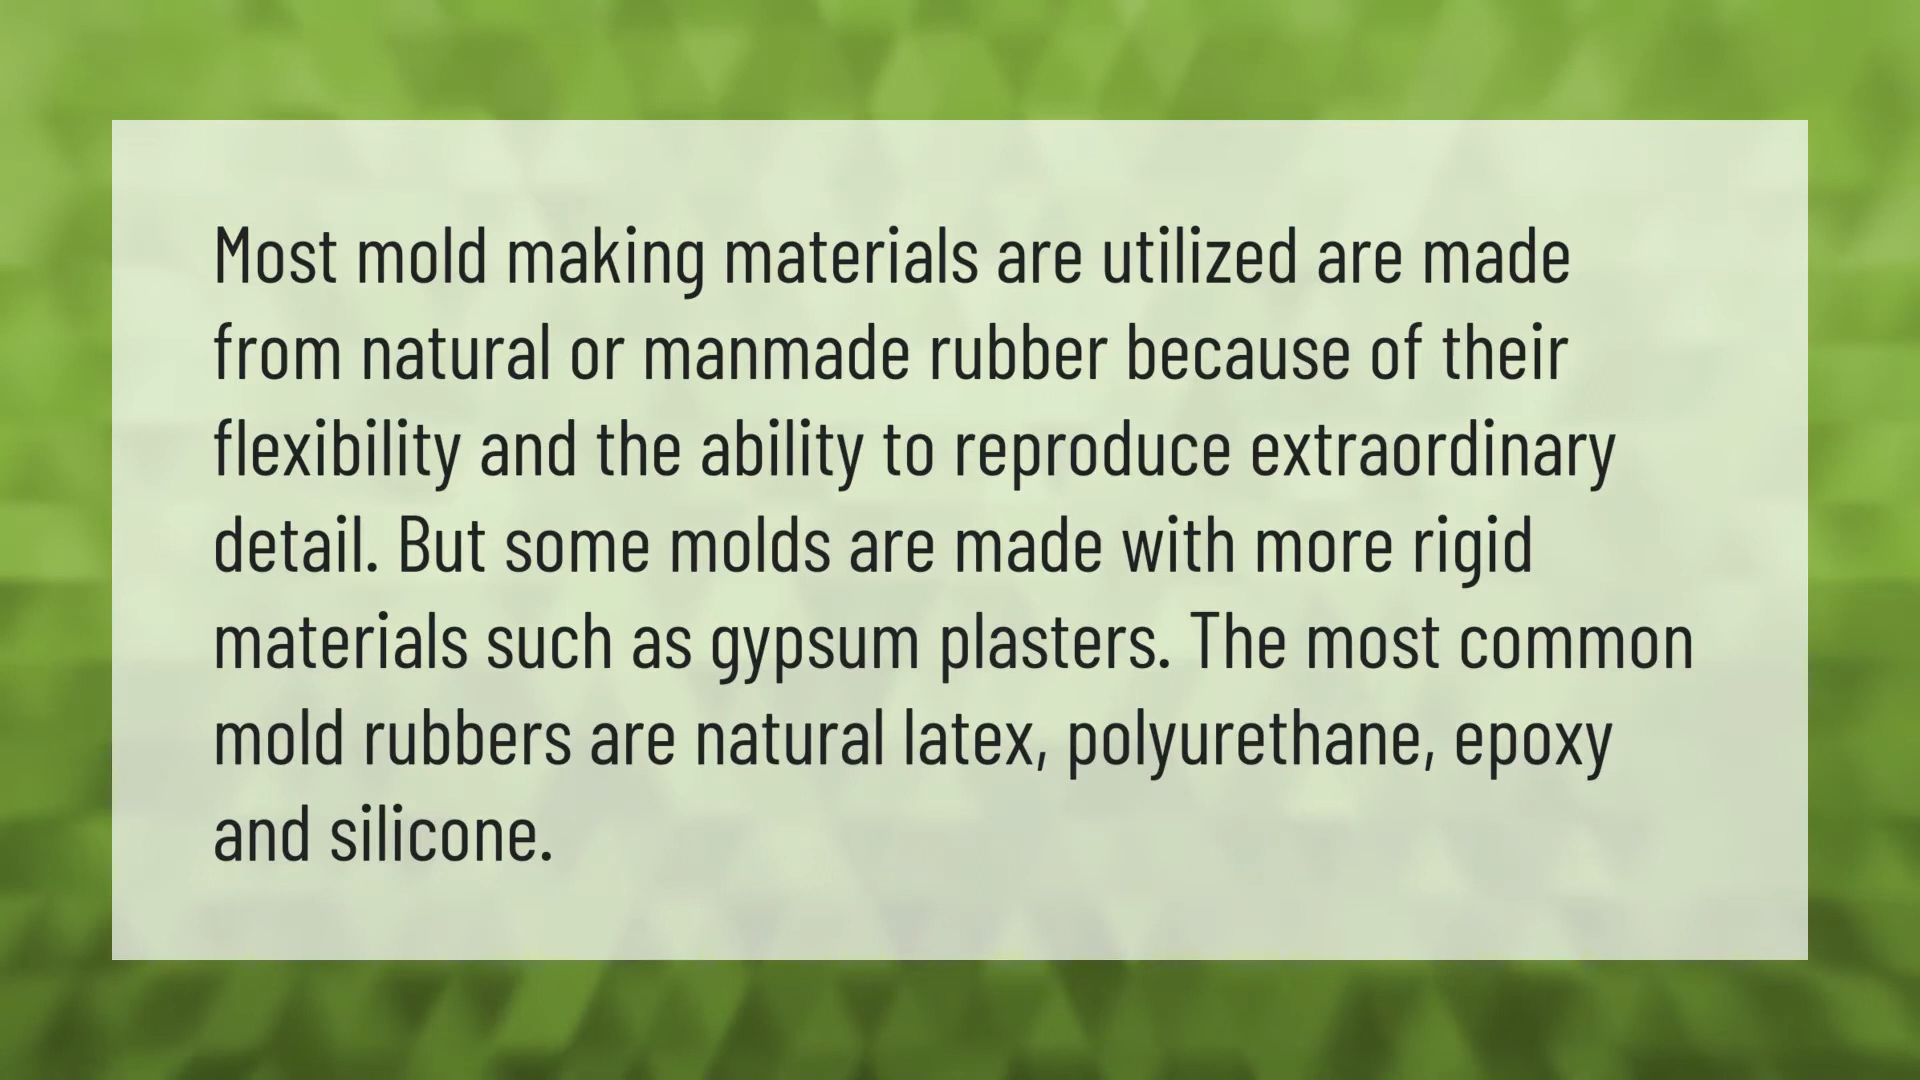 Most mold making materials are utilized are made
from natural or manmade rubber because of their
flexibility and the ability to reproduce extraordinary
detail. But some molds are made with more rigid
materials such as gypsum plasters. The most common
mold rubbers are natural latex, polyurethane, epoxy
and silicone.